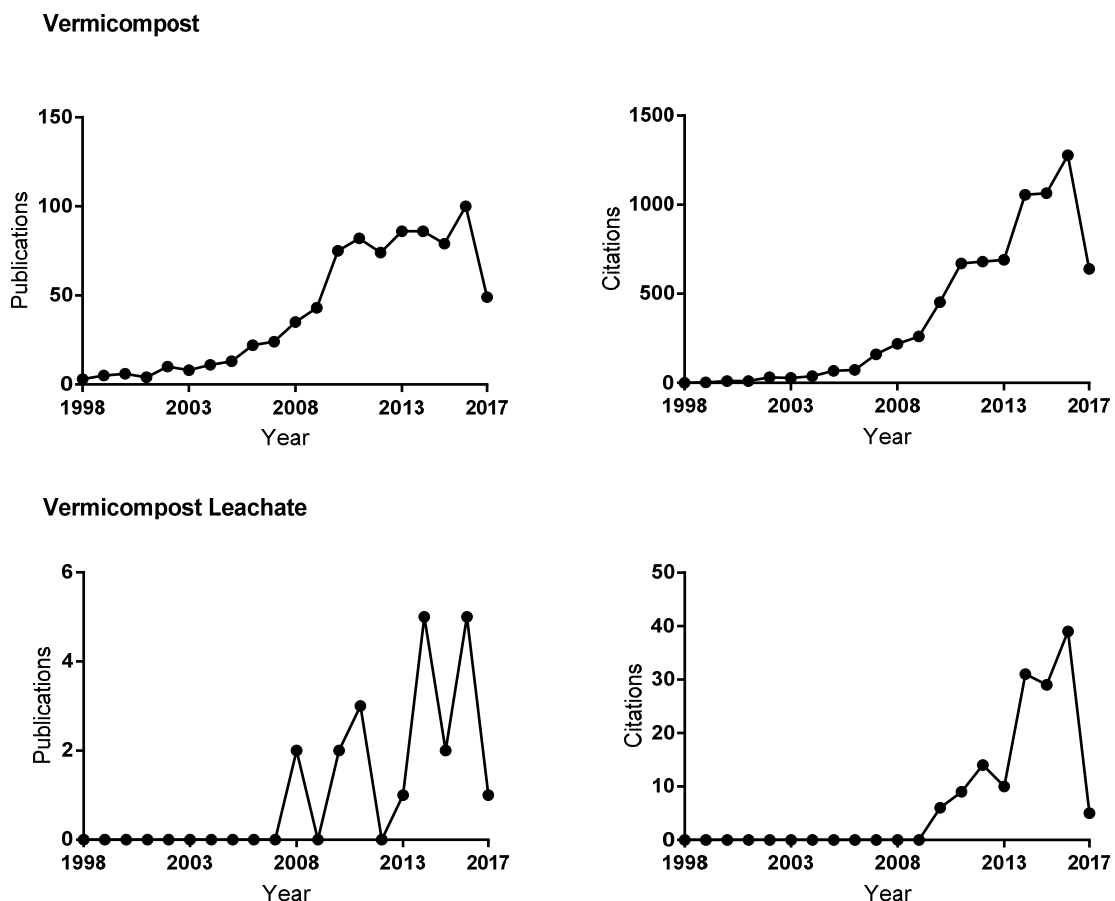 Vermicompost
150
100
50
0
Publications
1998 2003 2008 2013 2017
Year
1500
1000
500
0
Citations
1998 2003 2008 2013 2017
Year
Vermicompost Leachate
6
4
2
0
Publications
1998 2003 2008 2013 2017
Year
50
40
30
20
10
0
Citations
1998 2003 2008 2013 2017
Year